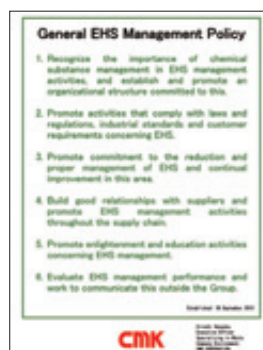 General EHS Management Policy
1. Recognize the importance of chemical
substance management in EHS management
activities, and establish and promote an
organizational structure committed to this.
2. Promote activities that comply with laws and
regulations, industrial standards and customer
requirements concerning EHS.
3. Promote commitment to the reduction and
proper management of EHS and continual
improvement in this area.
4. Build good relationships with suppliers and
promote EHS management activities
throughout the supply chain.
5. Promote enlightenment and education activities
concerning EHS management.
6. Evaluate EHS management performance and
work to communicate this outside the Group.
CMK
Executive Officer